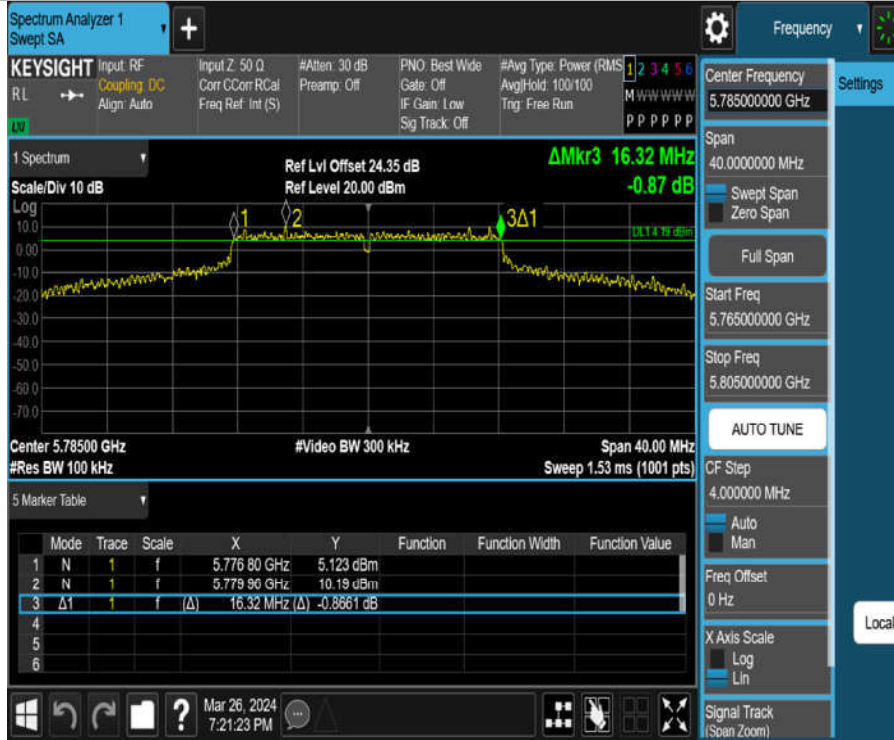 Spectrum Analyzer 1
Swept SA
+
Frequency
KEYSIGHT
RL
LXI
Input: RF
Coupling: DC
Align: Auto
Input Z: 50 Ω
Corr CCorr RCal
Freq Ref: Int (S)
#Atten: 30 dB
Preamp: Off
PNO: Best Wide
Gate: Off
IF Gain: Low
Sig Track: Off
#Avg Type: Power (RMS
Avg|Hold: 100/100
Trig: Free Run
1 2 3 4 5 6
M W W W W W
P P P P P P
1 Spectrum
Scale/Div 10 dB
Ref Lvl Offset 24.35 dB
Ref Level 20.00 dBm
ΔMkr3 16.32 MHz
-0.87 dB
Log
10.0
0.00
-10.0
-20.0
-30.0
-40.0
-50.0
-60.0
-70.0
1
2
3Δ1
DL1 4.19 dBm
Center 5.78500 GHz
#Video BW 300 kHz
Span 40.00 MHz
#Res BW 100 kHz
Sweep 1.53 ms (1001 pts)
5 Marker Table
Mode Trace Scale X Y Function Function Width Function Value
1 N 1 f 5.776 80 GHz 5.123 dBm
2 N 1 f 5.779 96 GHz 10.19 dBm
3 Δ1 1 f (Δ) 16.32 MHz (Δ) -0.8661 dB
4
5
6
?
Mar 26, 2024
7:21:23 PM
Center Frequency
5.785000000 GHz
Span
40.0000000 MHz
Swept Span
Zero Span
Full Span
Start Freq
5.765000000 GHz
Stop Freq
5.805000000 GHz
AUTO TUNE
CF Step
4.000000 MHz
Auto
Man
Freq Offset
0 Hz
X Axis Scale
Log
Lin
Signal Track
(Span Zoom)
Settings
Local